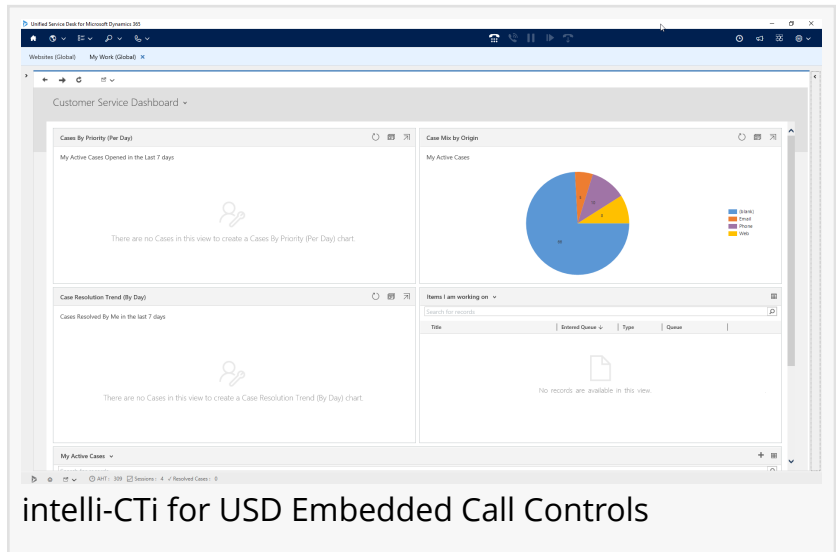 Unified Service Desk for Microsoft Dynamics 365
Websites (Global) My Work (Global)
Customer Service Dashboard
Cases By Priority (Per Day)
My Active Cases Opened in the Last 7 days
There are no Cases in this view to create a Cases By Priority (Per Day) chart.
Case Mix by Origin
My Active Cases
(blank)
Email
Phone
Web
Case Resolution Trend (By Day)
Cases Resolved By Me in the last 7 days
There are no Cases in this view to create a Case Resolution Trend (By Day) chart.
Items I am working on
Search for records
Title Entered Queue ↓ Type Queue
No records are available in this view.
My Active Cases
AHT : 309 Sessions : 4 Resolved Cases : 0
intelli-CTi for USD Embedded Call Controls